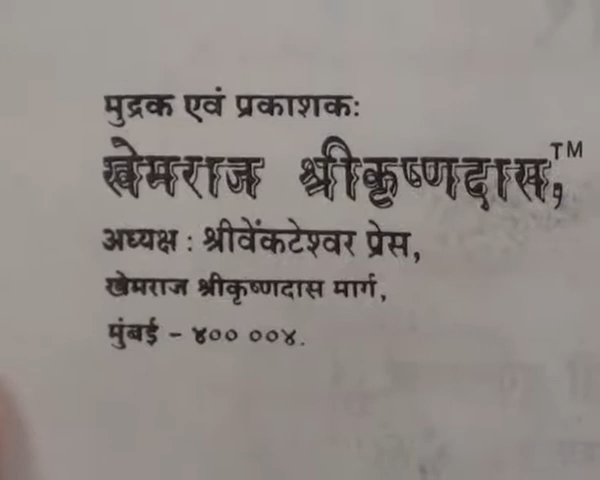 मुद्रक एवं प्रकाशकः
खेमराज श्रीकृष्णदास,™
अध्यक्ष : श्रीवेंकटेश्वर प्रेस,
खेमराज श्रीकृष्णदास मार्ग,
मुंबई - ४०० ००४.